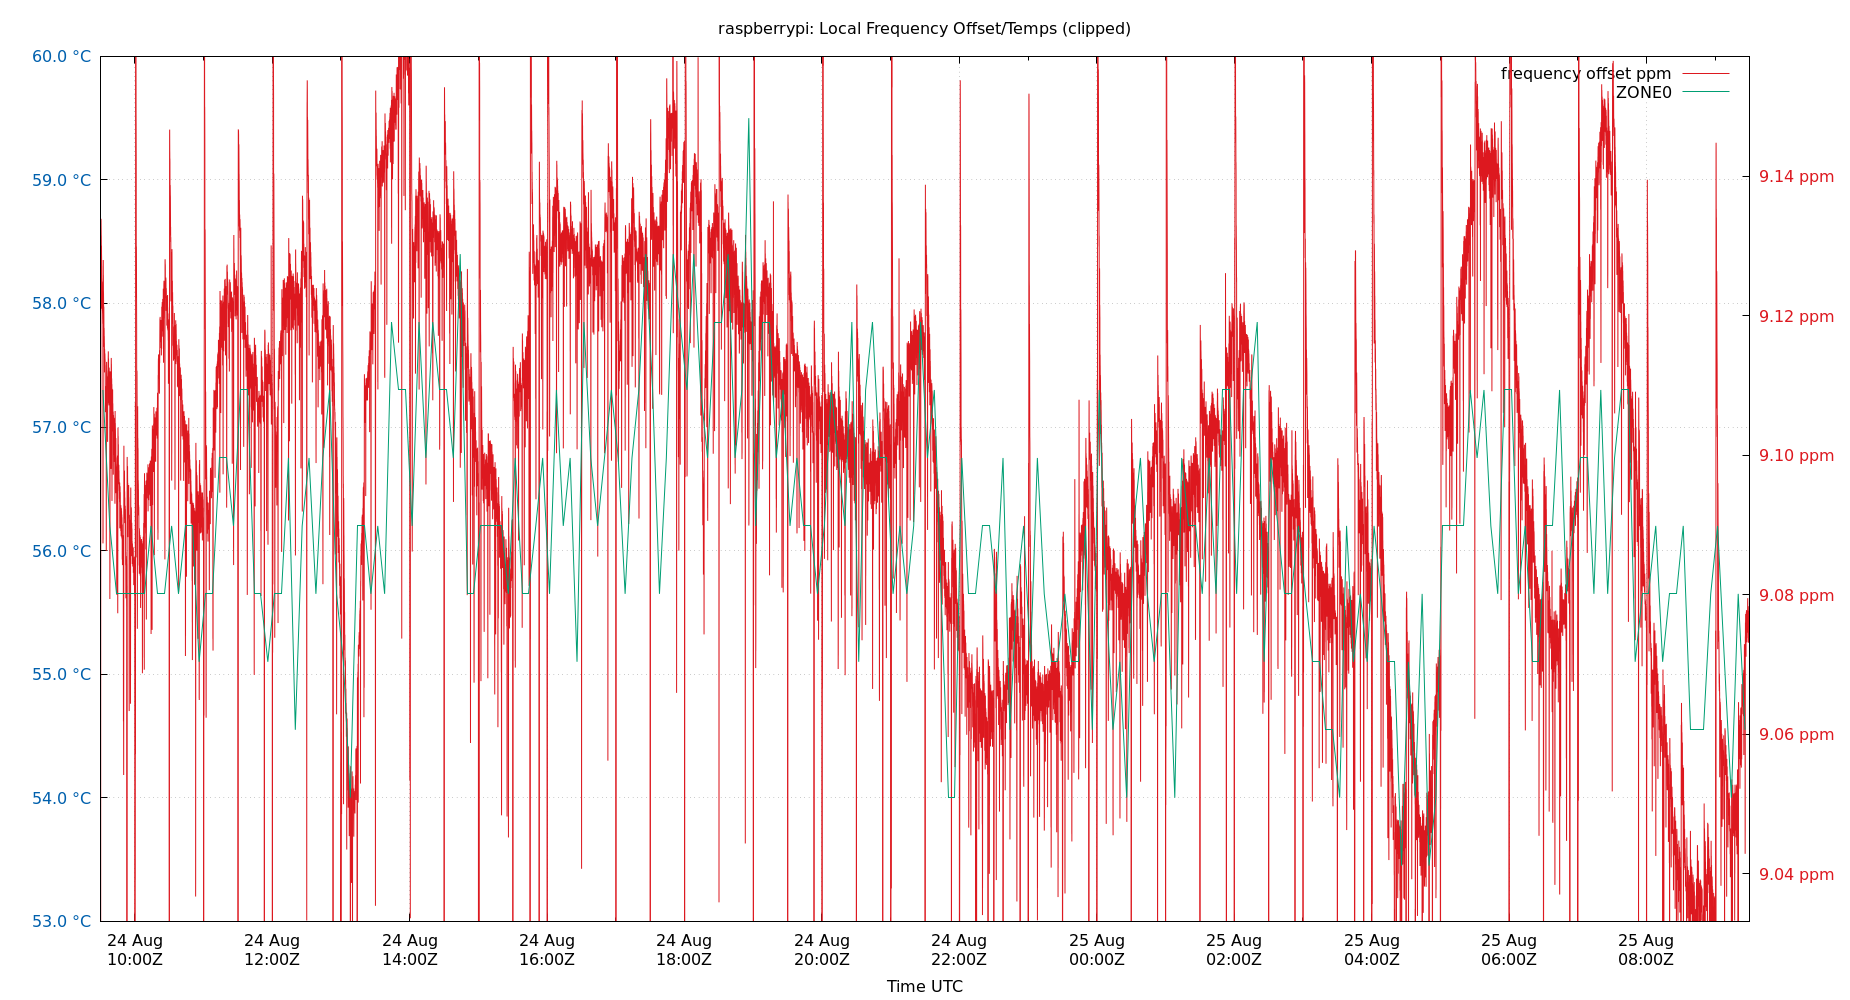 raspberrypi: Local Frequency Offset/Temps (clipped)
60.0 °C
59.0 °C
58.0 °C
57.0 °C
56.0 °C
55.0 °C
54.0 °C
53.0 °C
frequency offset ppm
ZONE0
9.14 ppm
9.12 ppm
9.10 ppm
9.08 ppm
9.06 ppm
9.04 ppm
24 Aug
10:00Z
24 Aug
12:00Z
24 Aug
14:00Z
24 Aug
16:00Z
24 Aug
18:00Z
24 Aug
20:00Z
24 Aug
22:00Z
25 Aug
00:00Z
25 Aug
02:00Z
25 Aug
04:00Z
25 Aug
06:00Z
25 Aug
08:00Z
Time UTC